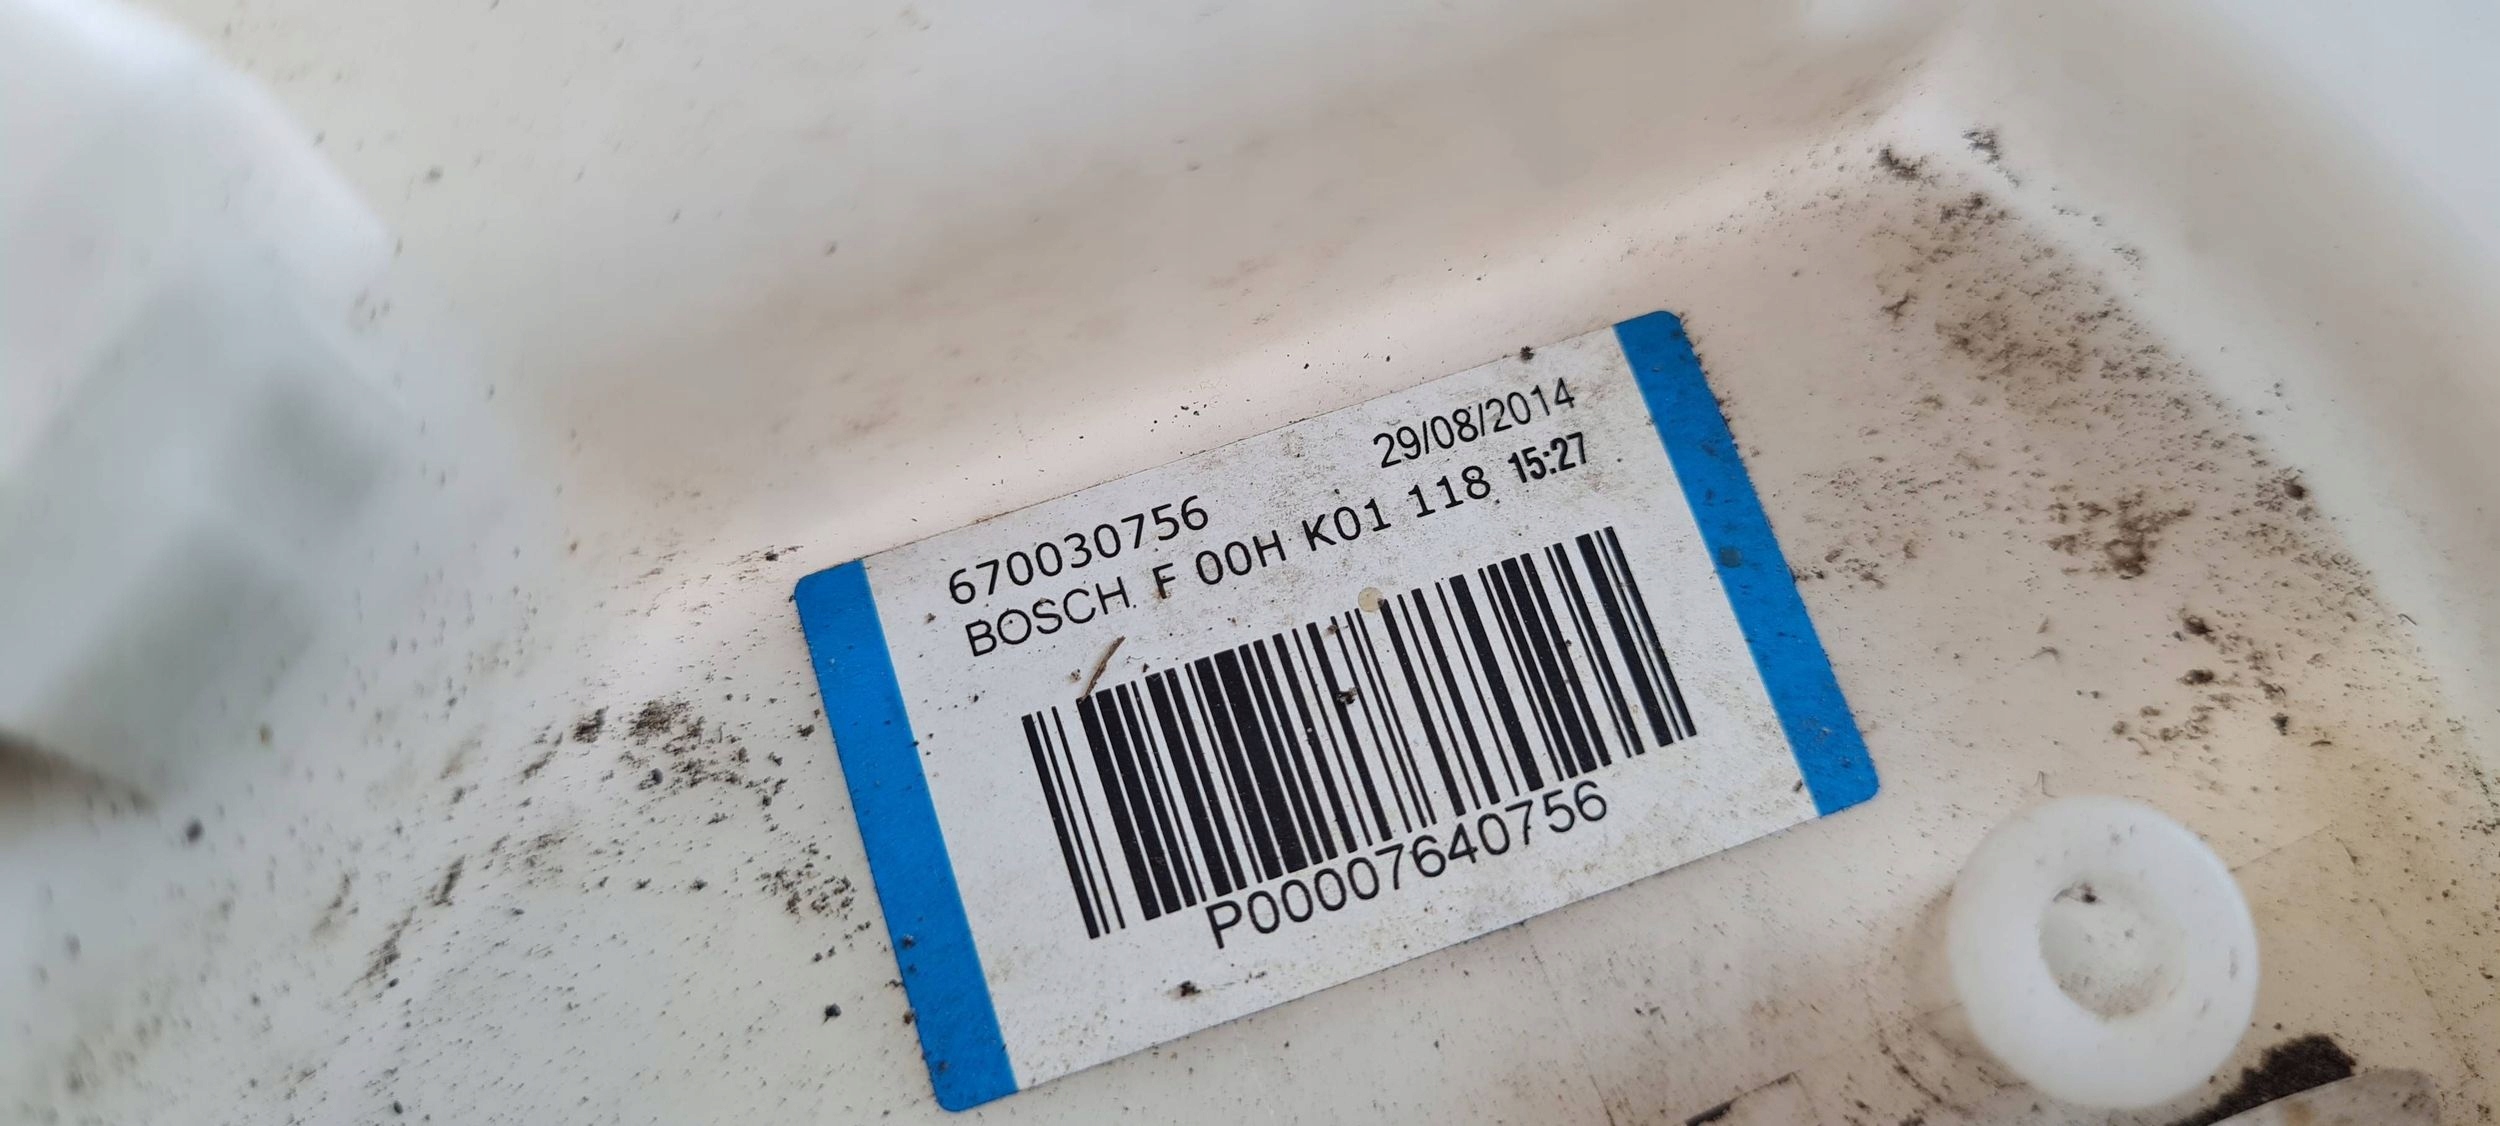 29/08/2014
670030756
BOSCH F 00H K01 118 15:27
P00007640756